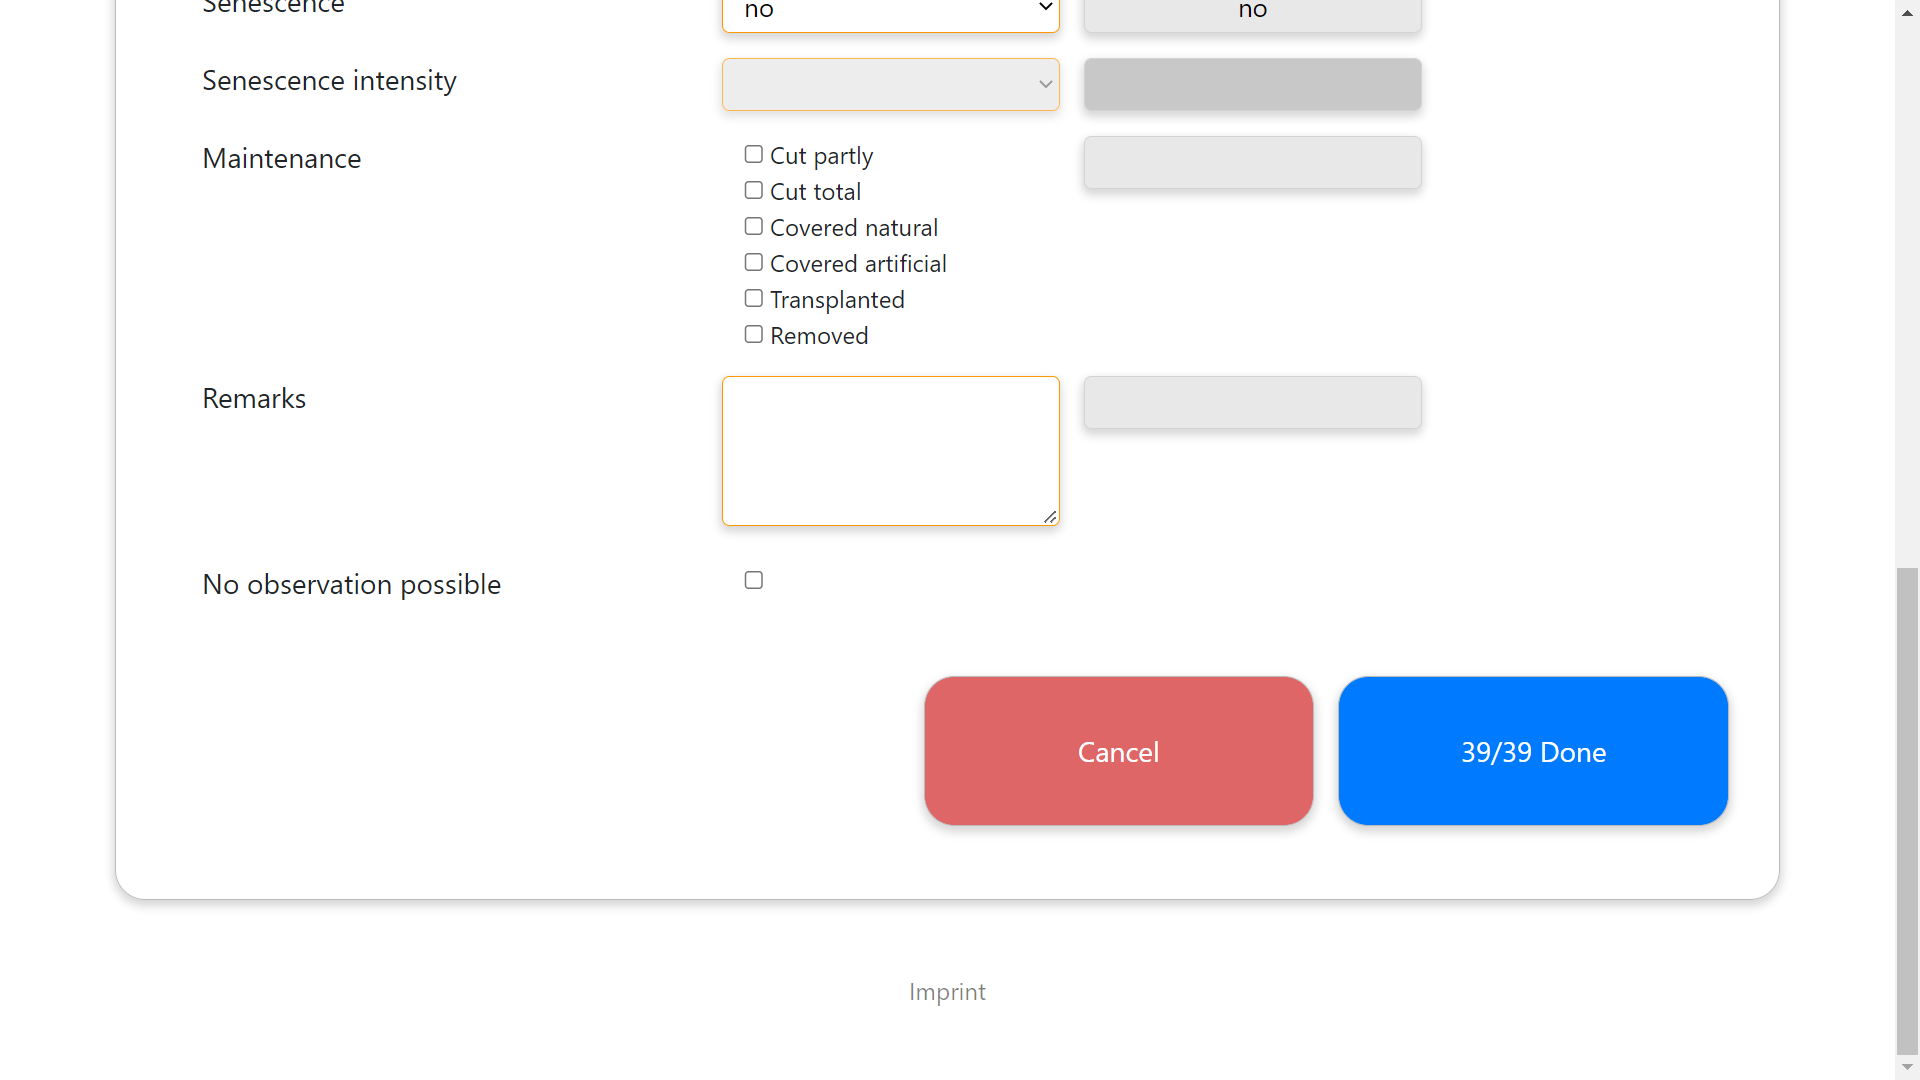 Senescence
no
no
Senescence intensity
Maintenance
Cut partly
Cut total
Covered natural
Covered artificial
Transplanted
Removed
Remarks
No observation possible
Cancel
39/39 Done
Imprint